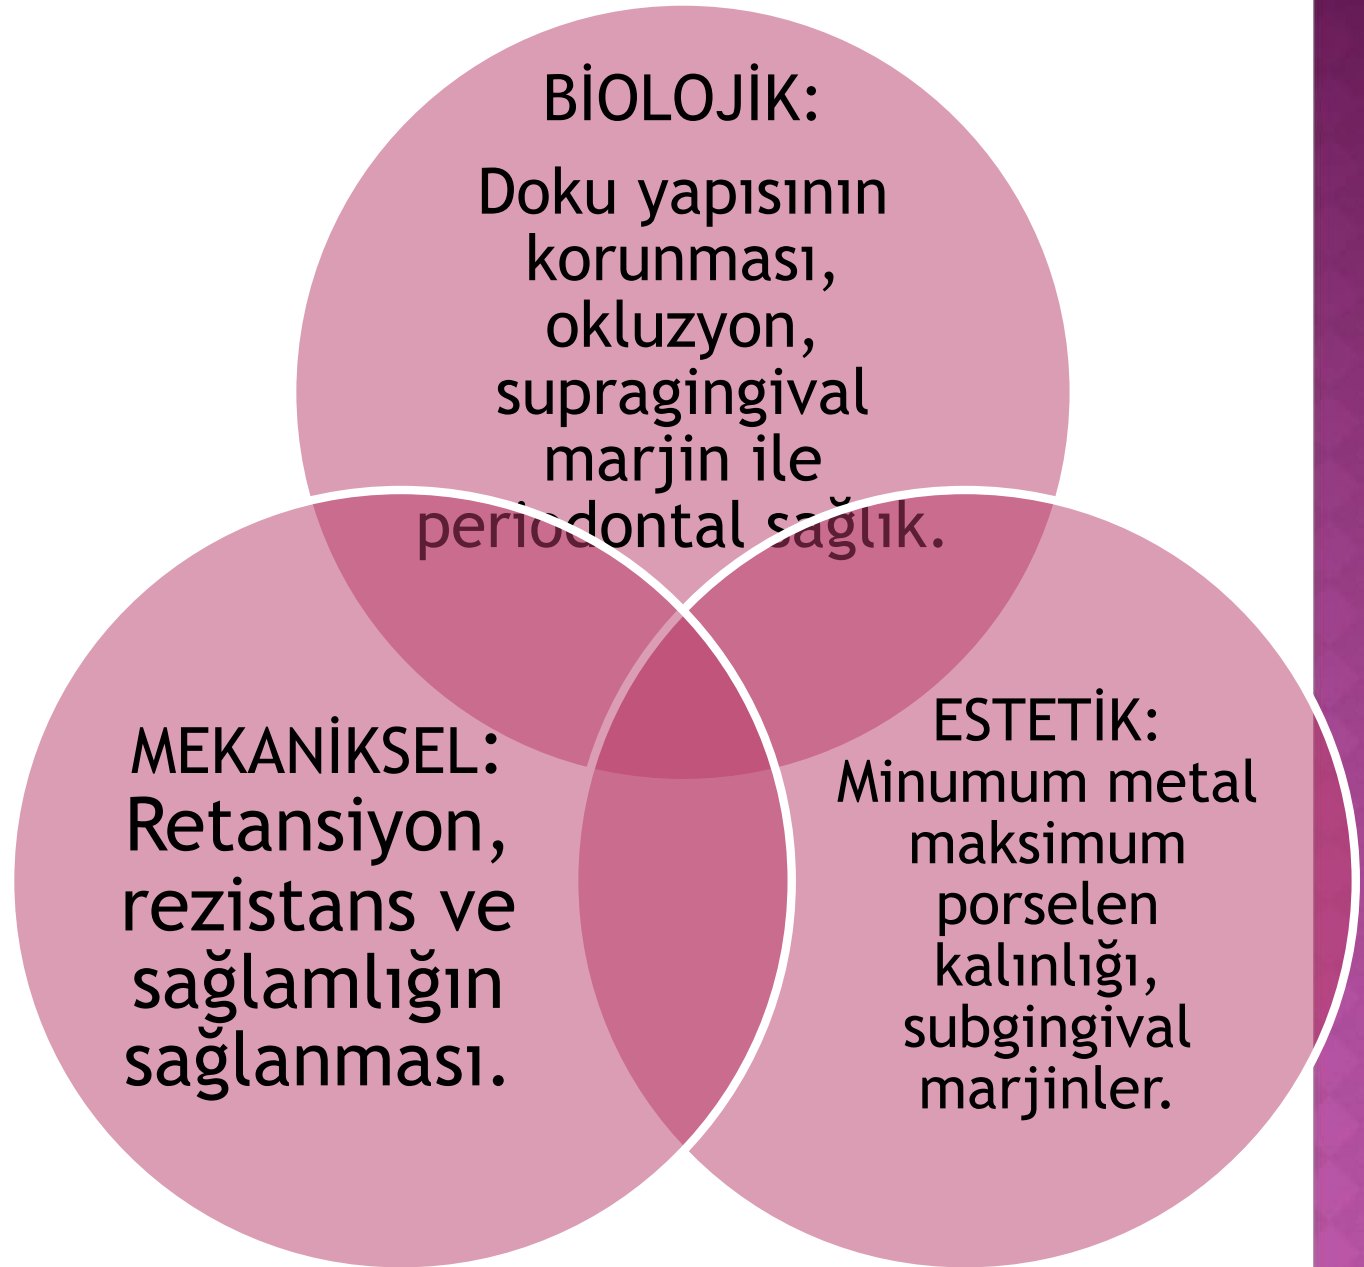 BİOLOJİK:
Doku yapısının
korunması,
okluzyon,
supragingival
marjin ile
periodontal sağlık.
MEKANİKSEL:
Retansiyon,
rezistans ve
sağlamlığın
sağlanması.
ESTETİK:
Minumum metal
maksimum
porselen
kalınlığı,
subgingival
marjinler.